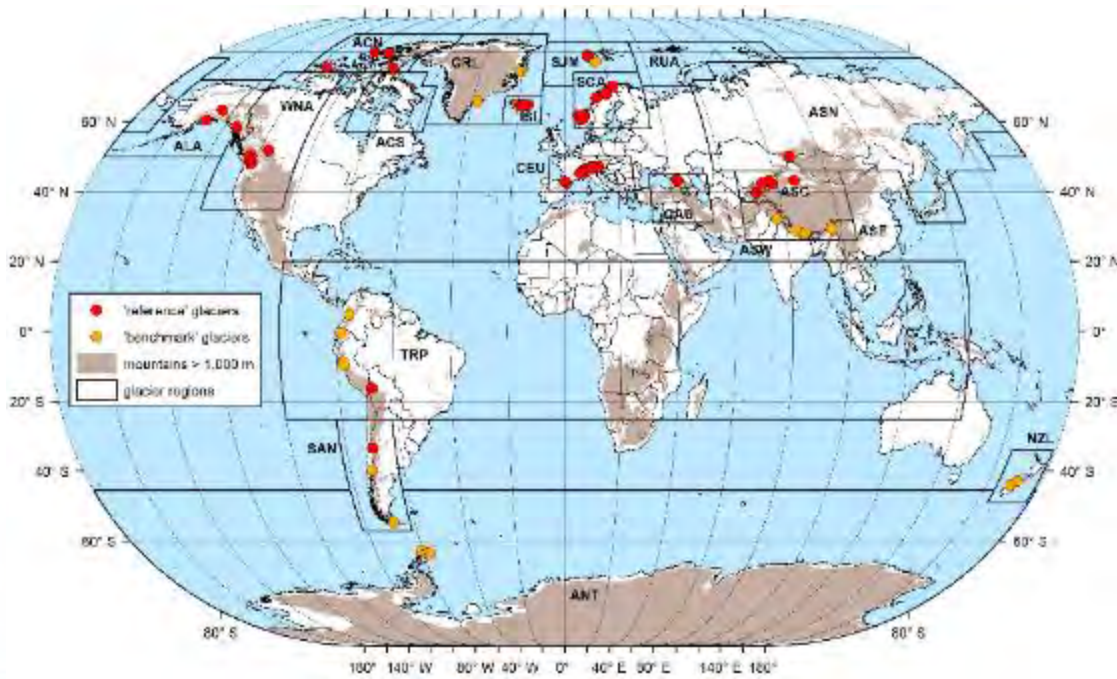 ACN
GRL
SJM
RUA
SCA
WNA
ISL
ASN
60° N
60° N
ALA
ACS
CEU
40° N
ASC
40° N
CAU
ASE
ASW
20° N
20° N
'reference' glaciers
'benchmark' glaciers
mountains > 1,000 m
glacier regions
0°
TRP
0°
20° S
20° S
SAN
NZL
40° S
40° S
60° S
60° S
ANT
80° S
80° S
180° 140° W 80° W 40° W 0° 40° E 80° E 140° E 180°